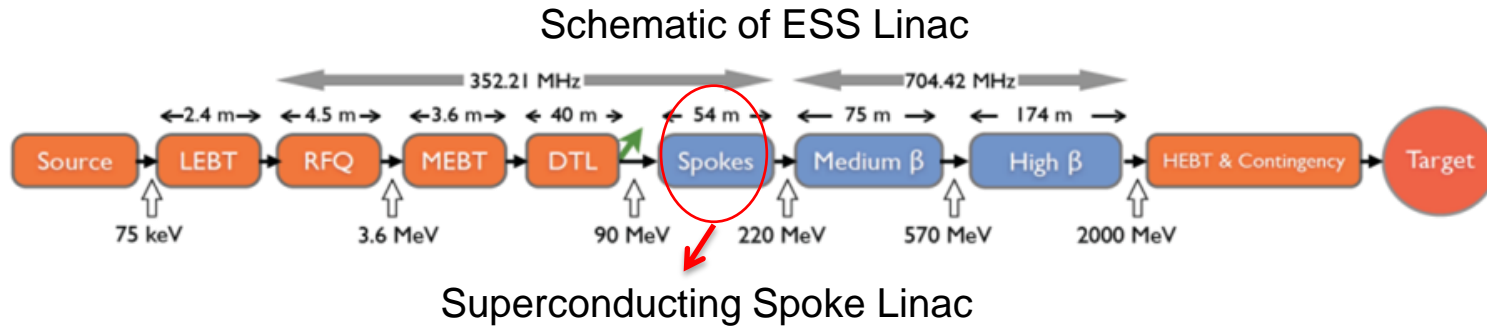 Schematic of ESS Linac
352.21 MHz 704.42 MHz
2.4 m 4.5 m 3.6 m 40 m 54 m 75 m 174 m
Source LEBT RFQ MEBT DTL Spokes Medium β High β HEBT & Contingency Target
75 keV 3.6 MeV 90 MeV 220 MeV 570 MeV 2000 MeV
Superconducting Spoke Linac